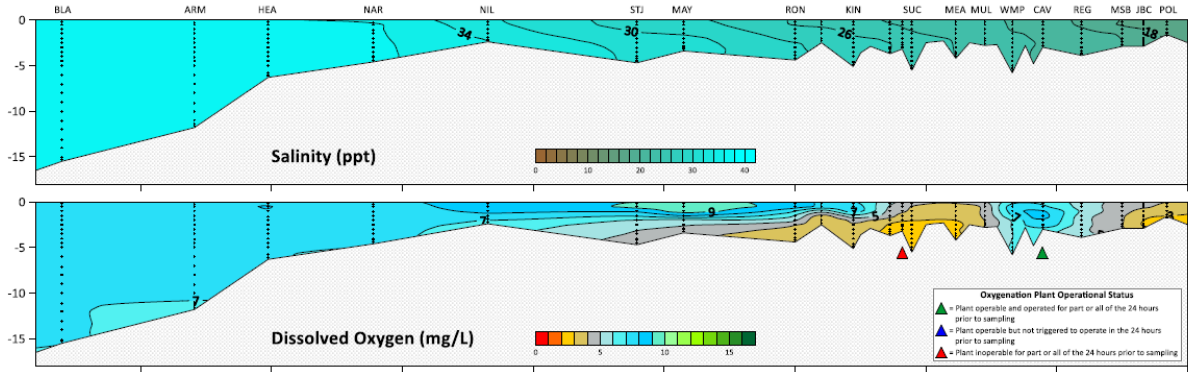 BLA ARM HEA NAR NIL STJ MAY RON KIN SUC MEA MUL WMP CAV REG MSB JBC POL
0
34 30 26 18
-5
-10
-15
Salinity (ppt)
0 10 20 30 40
0
9 7 5 7 3
7
-5
-10
7
-15
Dissolved Oxygen (mg/L)
0 5 10 15
Oxygenation Plant Operational Status
= Plant operable and operated for part or all of the 24 hours
prior to sampling
= Plant operable but not triggered to operate in the 24 hours
prior to sampling
= Plant inoperable for part or all of the 24 hours prior to sampling